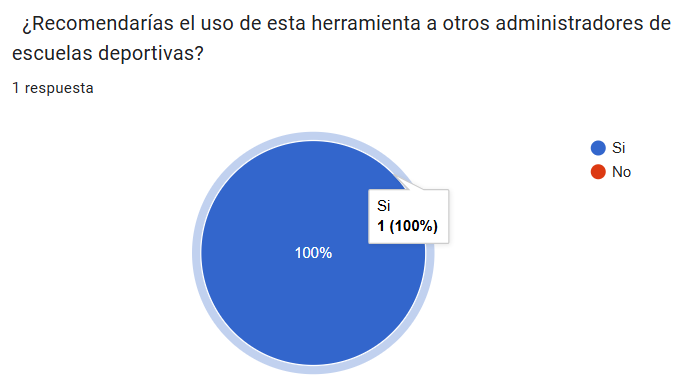 ¿Recomendarías el uso de esta herramienta a otros administradores de
escuelas deportivas?
1 respuesta
Si
No
Si
1 (100%)
100%